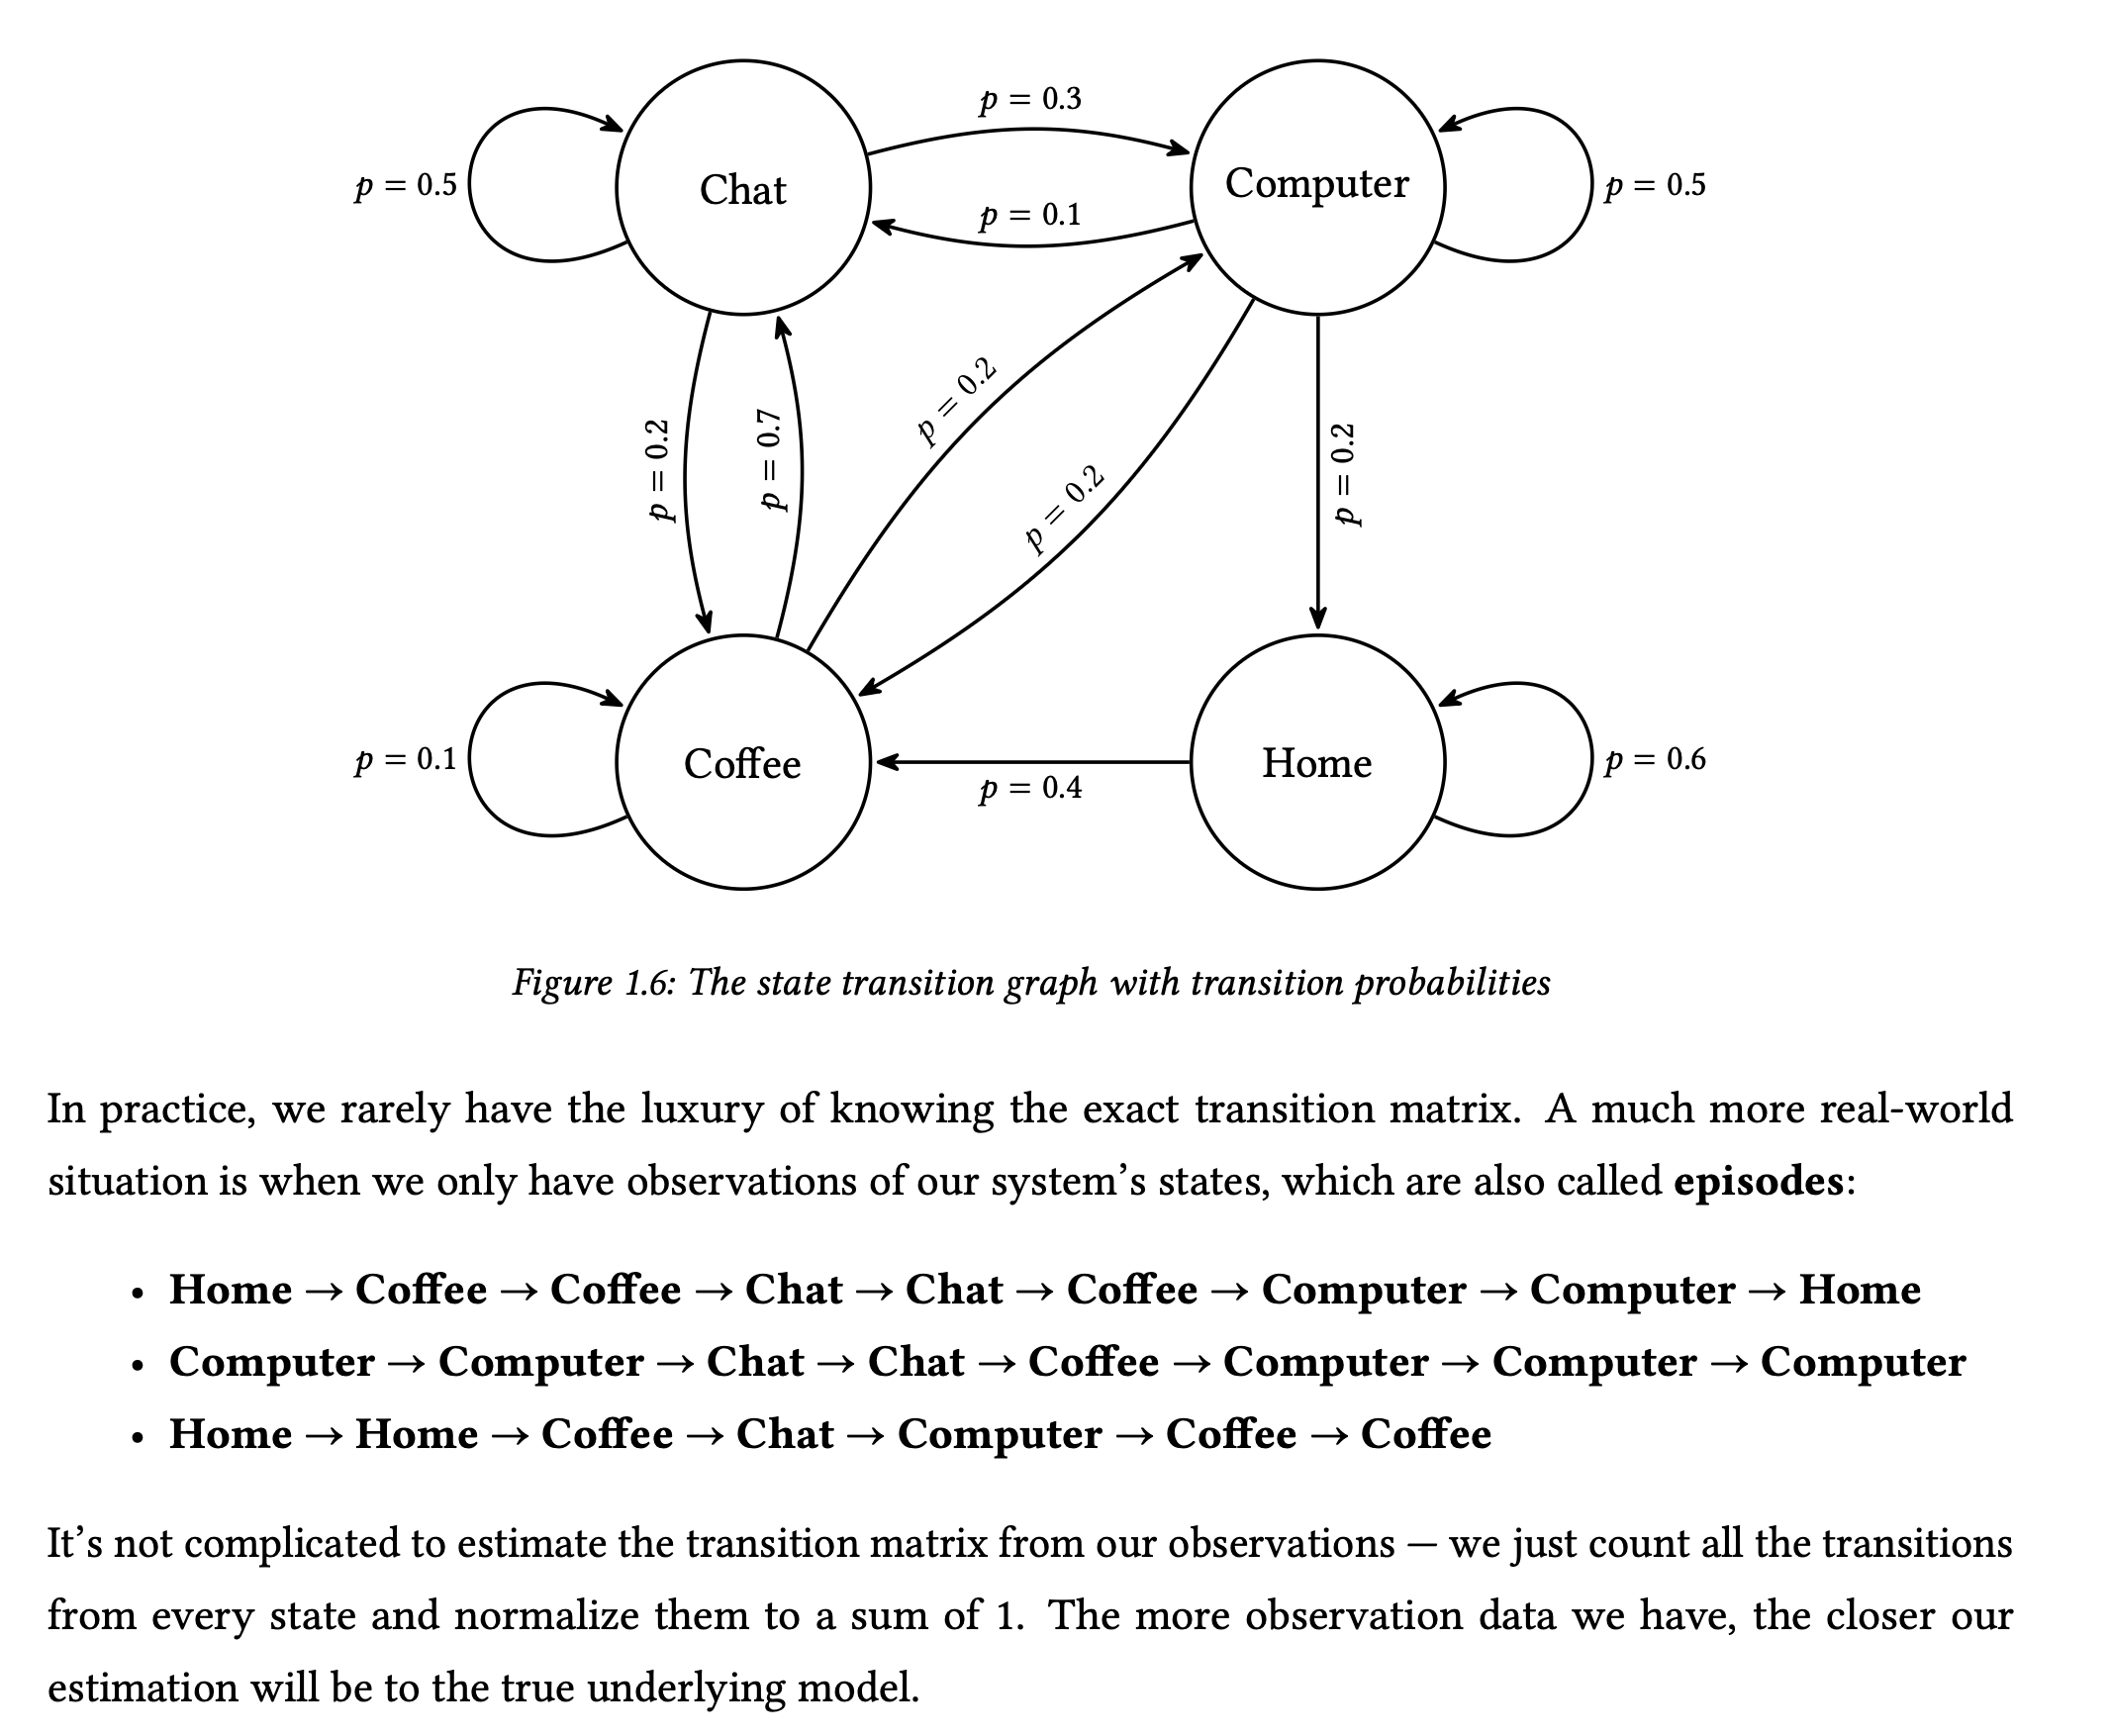 p = 0.3
Chat
Computer
p = 0.5
p = 0.5
p = 0.1
p = 0.2
p = 0.7
p = 0.2
p = 0.2
p = 0.2
Coffee
Home
p = 0.1
p = 0.6
p = 0.4
Figure 1.6: The state transition graph with transition probabilities
In practice, we rarely have the luxury of knowing the exact transition matrix. A much more real-world
situation is when we only have observations of our system’s states, which are also called episodes:
• Home → Coffee → Coffee → Chat → Chat → Coffee → Computer → Computer → Home
• Computer → Computer → Chat → Chat → Coffee → Computer → Computer → Computer
• Home → Home → Coffee → Chat → Computer → Coffee → Coffee
It’s not complicated to estimate the transition matrix from our observations — we just count all the transitions
from every state and normalize them to a sum of 1. The more observation data we have, the closer our
estimation will be to the true underlying model.